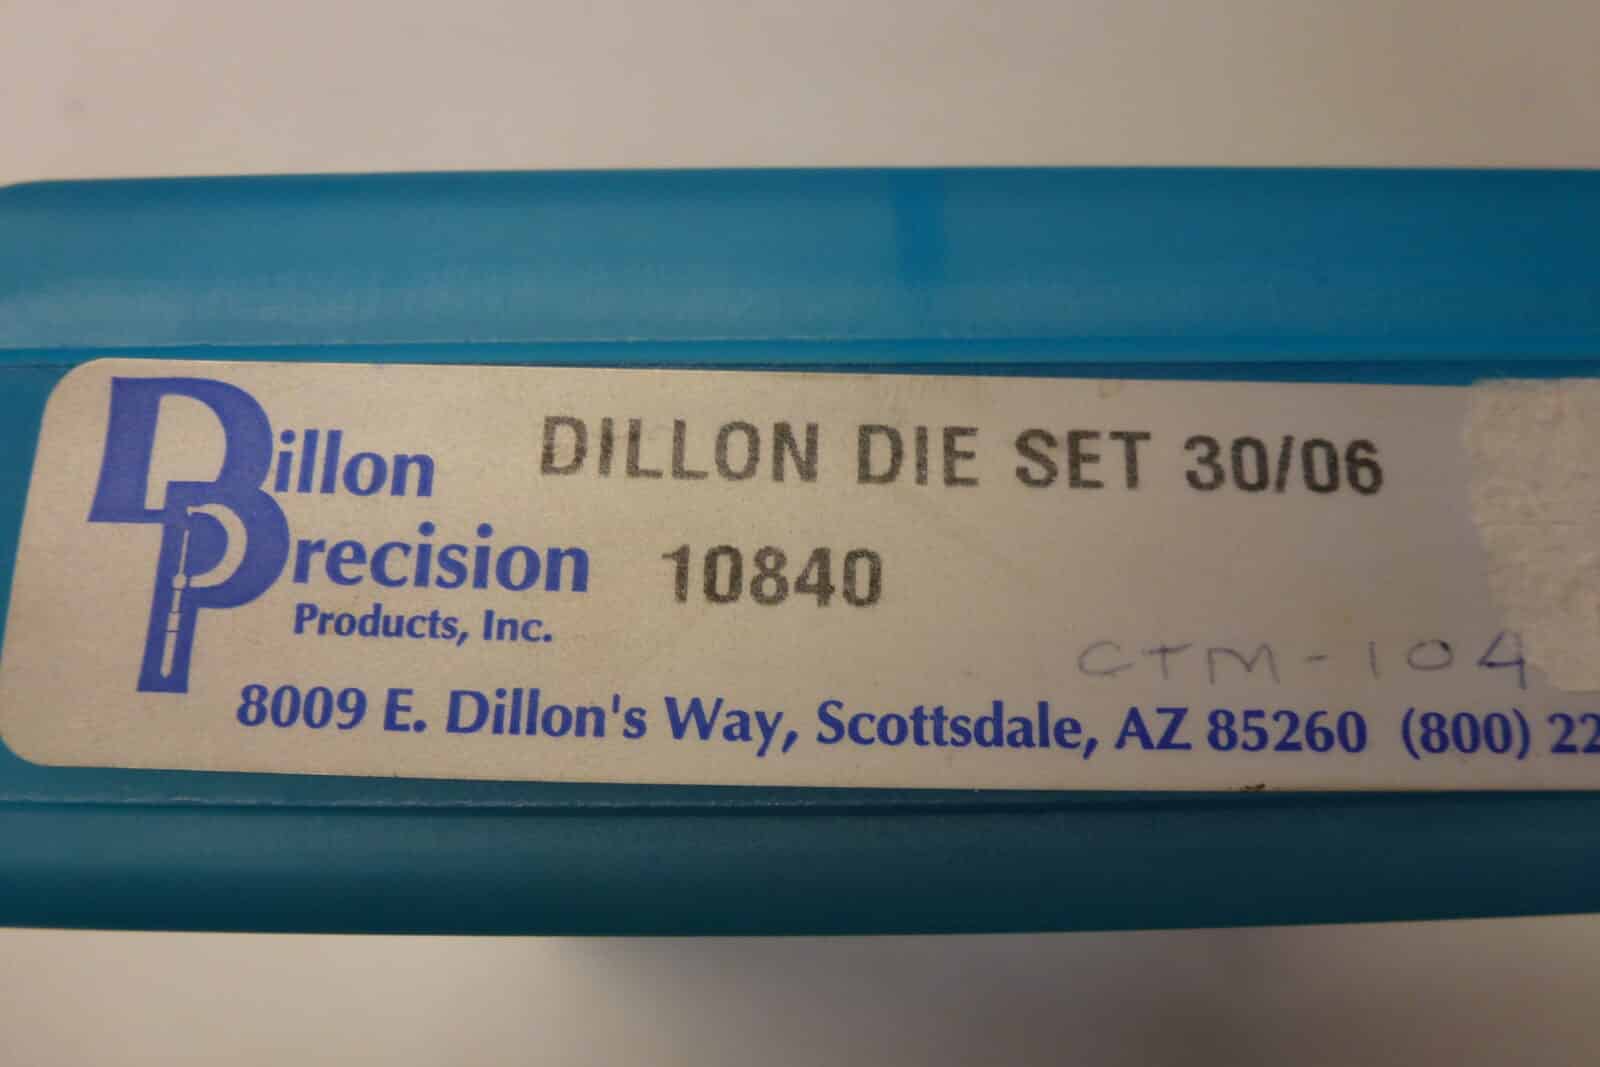 Dillon
Precision
Products, Inc.
DILLON DIE SET 30/06
10840
CTM-104
8009 E. Dillon's Way, Scottsdale, AZ 85260 (800) 22